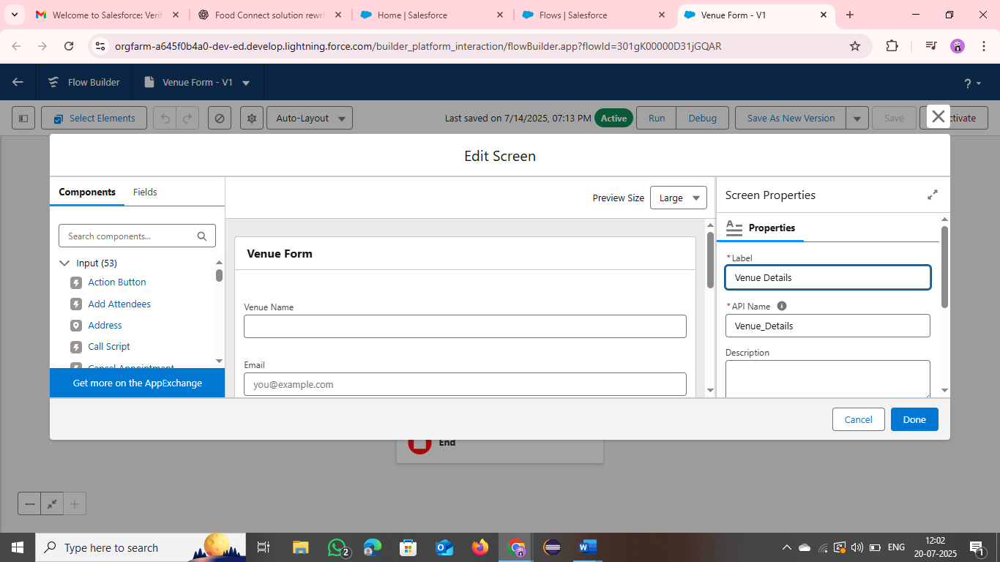 Welcome to Salesforce: Verif
Food Connect solution rewri
Home | Salesforce
Flows | Salesforce
Venue Form - V1
orgfarm-a645f0b4a0-dev-ed.develop.lightning.force.com/builder_platform_interaction/flowBuilder.app?flowId=301gK00000D31jGQAR
Flow Builder
Venue Form - V1
?
Select Elements
Auto-Layout
Last saved on 7/14/2025, 07:13 PM
Active
Run
Debug
Save As New Version
Save
ctivate
Edit Screen
Components
Fields
Preview Size
Large
Screen Properties
Search components...
Input (53)
Action Button
Add Attendees
Address
Call Script
Cancel Appointment
Get more on the AppExchange
Venue Form
Venue Name
Email
you@example.com
Properties
* Label
Venue Details
* API Name
Venue_Details
Description
Cancel
Done
End
Type here to search
2
ENG
12:02
20-07-2025
1